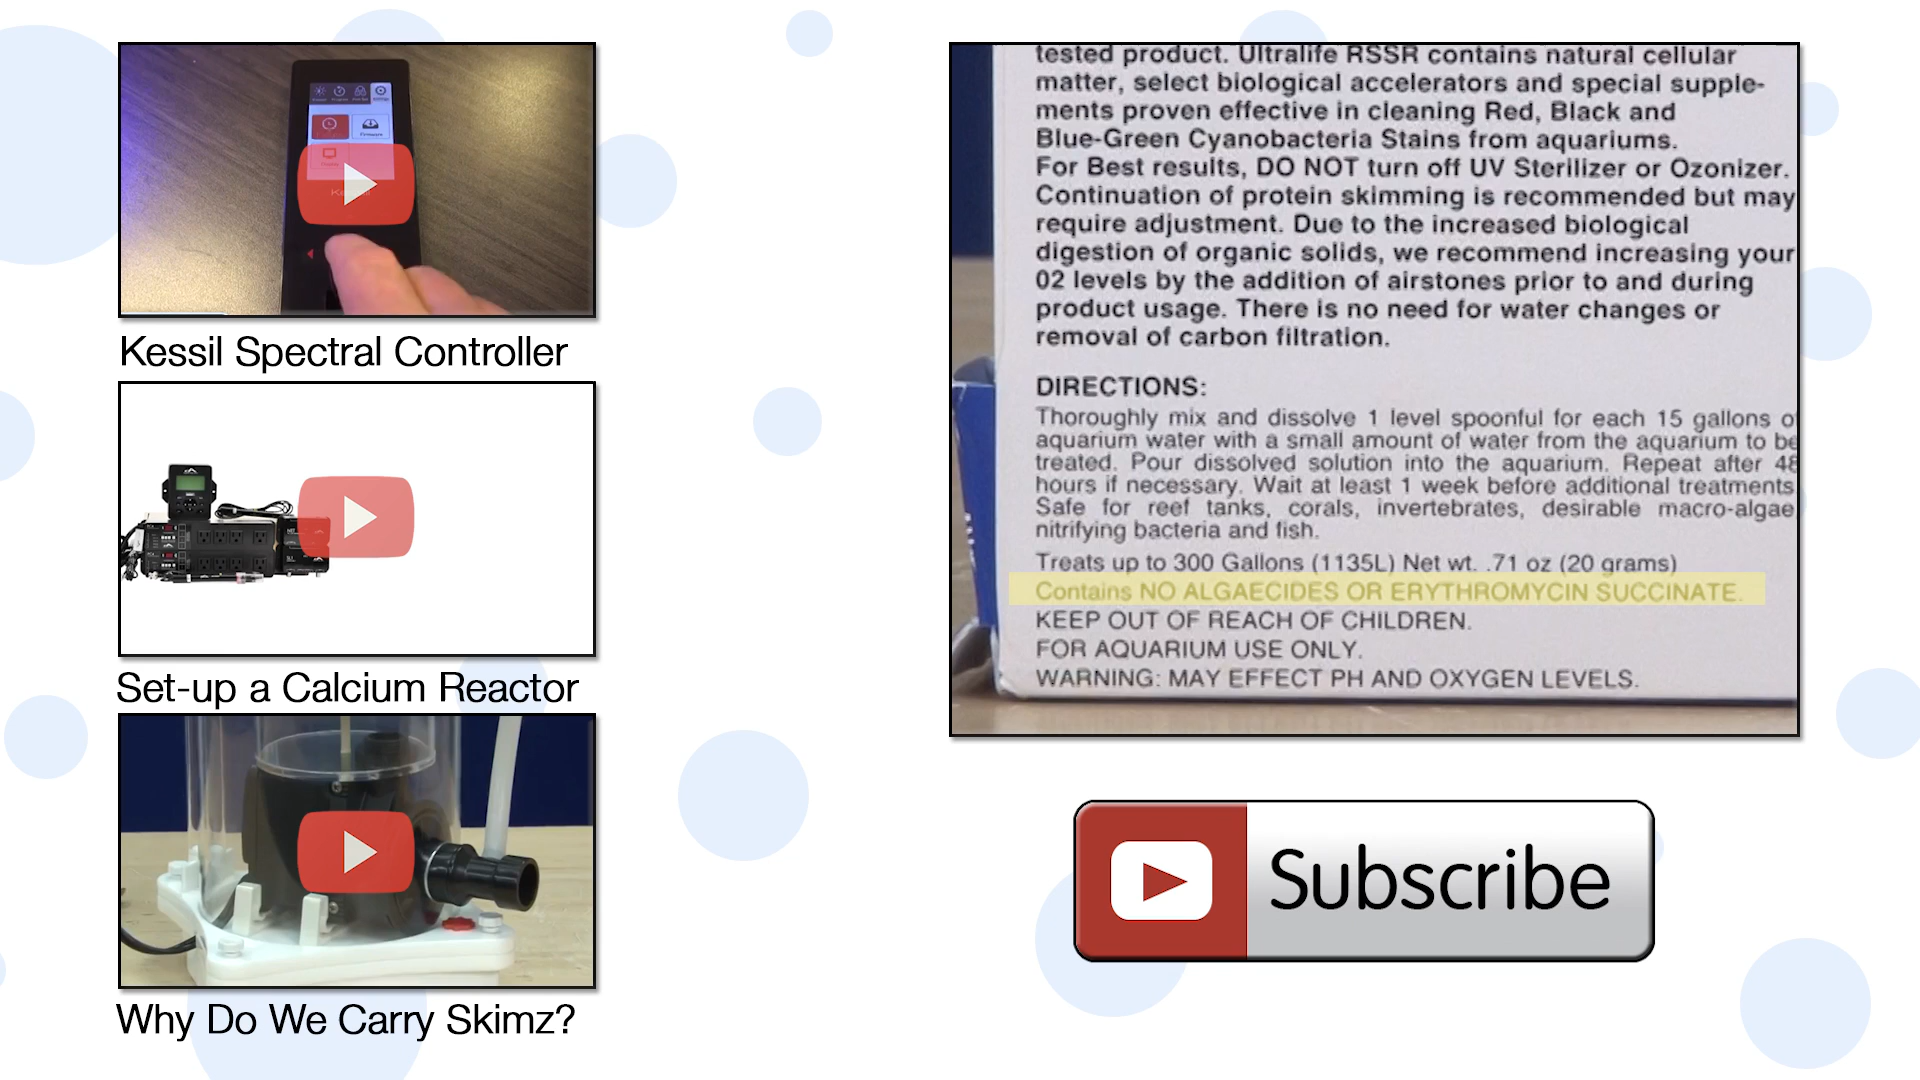 Kessil Spectral Controller
Set-up a Calcium Reactor
Why Do We Carry Skimz?
tested product. Ultralife RSSR contains natural cellular
matter, select biological accelerators and special supple-
ments proven effective in cleaning Red, Black and
Blue-Green Cyanobacteria Stains from aquariums.
For Best results, DO NOT turn off UV Sterilizer or Ozonizer.
Continuation of protein skimming is recommended but may
require adjustment. Due to the increased biological
digestion of organic solids, we recommend increasing your
02 levels by the addition of airstones prior to and during
product usage. There is no need for water changes or
removal of carbon filtration.
DIRECTIONS:
Thoroughly mix and dissolve 1 level spoonful for each 15 gallons of
aquarium water with a small amount of water from the aquarium to be
treated. Pour dissolved solution into the aquarium. Repeat after 48
hours if necessary. Wait at least 1 week before additional treatments
Safe for reef tanks, corals, invertebrates, desirable macro-algae
nitrifying bacteria and fish.
Treats up to 300 Gallons (1135L) Net wt. .71 oz (20 grams)
Contains NO ALGAECIDES OR ERYTHROMYCIN SUCCINATE.
KEEP OUT OF REACH OF CHILDREN.
FOR AQUARIUM USE ONLY.
WARNING: MAY EFFECT PH AND OXYGEN LEVELS.
Subscribe